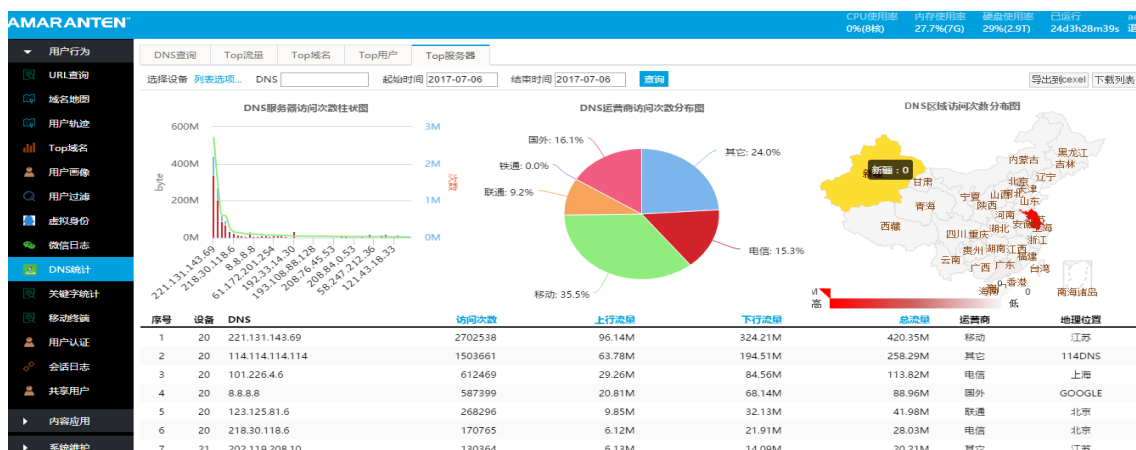 AMARANTEN
CPU使用率 内存使用率 硬盘使用率 已运行
0%(8核) 27.7%(7G) 29%(2.9T) 24d3h28m39s
用户行为
URL查询
域名地图
用户轨迹
Top域名
用户画像
用户过滤
虚拟身份
微信日志
DNS统计
关键字统计
移动终端
用户认证
会话日志
共享用户
内容应用
系统维护
DNS查询 Top流量 Top域名 Top用户 Top服务器
选择设备 列表选项... DNS 起始时间 2017-07-06 结束时间 2017-07-06 查询 导出到cexel 下载列表
DNS服务器访问次数柱状图
600M 3M
400M 2M
200M 1M
0M 0M
byte
次数
221.131.143.69
218.30.118.6
8.8.8.8
61.172.201.254
192.33.14.30
193.108.88.128
208.76.45.53
208.84.0.53
58.247.212.36
121.43.18.33
DNS运营商访问次数分布图
国外: 16.1%
其它: 24.0%
铁通: 0.0%
联通: 9.2%
电信: 15.3%
移动: 35.5%
DNS区域访问次数分布图
新疆 : 0
黑龙江
内蒙古 吉林
辽宁
北京
甘肃
宁夏 山西
山东
青海
陕西
河南
西藏
四川 重庆 湖北
浙江
贵州 湖南 江西
福建
云南
广西 广东
台湾
香港
南海诸岛
M 0
高 低
序号 设备 DNS 访问次数 上行流量 下行流量 总流量 运营商 地理位置
1 20 221.131.143.69 2702538 96.14M 324.21M 420.35M 移动 江苏
2 20 114.114.114.114 1503661 63.78M 194.51M 258.29M 其它 114DNS
3 20 101.226.4.6 612469 29.26M 84.56M 113.82M 电信 上海
4 20 8.8.8.8 587399 20.81M 68.14M 88.96M 国外 GOOGLE
5 20 123.125.81.6 268296 9.85M 32.13M 41.98M 联通 北京
6 20 218.30.118.6 170765 6.12M 21.91M 28.03M 电信 北京
7 21 202.119.208.10 130364 6.13M 14.09M 20.21M 其它 江苏